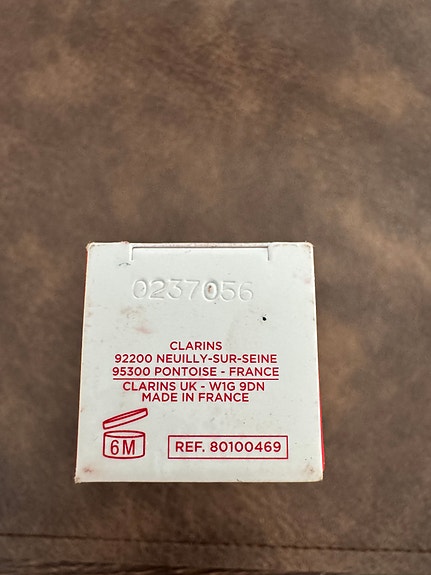 0237056
CLARINS
92200 NEUILLY-SUR-SEINE
95300 PONTOISE - FRANCE
CLARINS UK - W1G 9DN
MADE IN FRANCE
6M
REF. 80100469